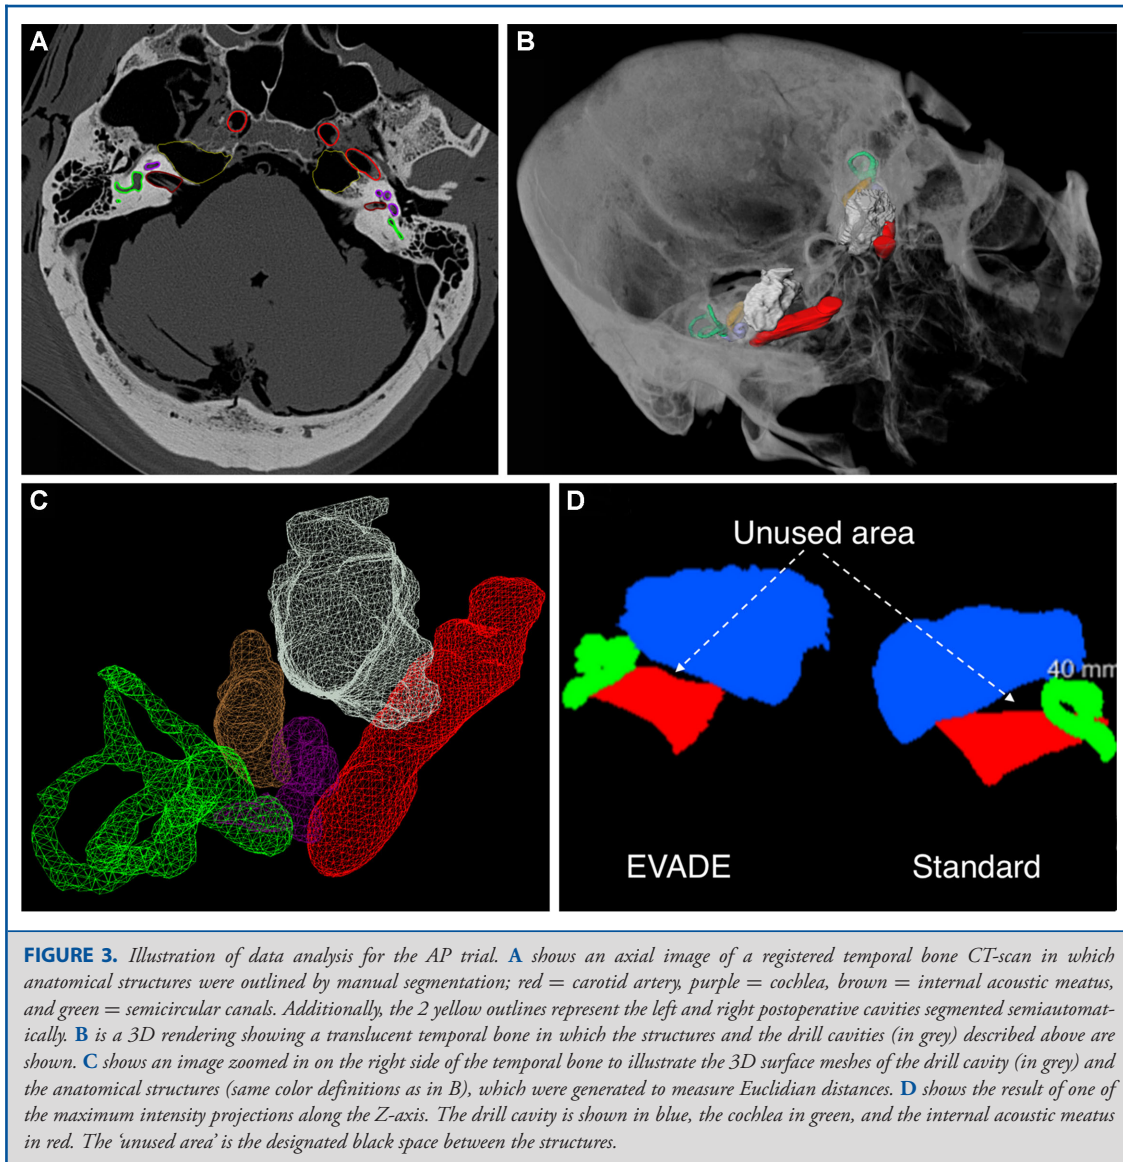 A
B
C
D
Unused area
40 mm
EVADE
Standard
FIGURE 3. Illustration of data analysis for the AP trial. A shows an axial image of a registered temporal bone CT-scan in which
anatomical structures were outlined by manual segmentation; red = carotid artery, purple = cochlea, brown = internal acoustic meatus,
and green = semicircular canals. Additionally, the 2 yellow outlines represent the left and right postoperative cavities segmented semiautomat-
ically. B is a 3D rendering showing a translucent temporal bone in which the structures and the drill cavities (in grey) described above are
shown. C shows an image zoomed in on the right side of the temporal bone to illustrate the 3D surface meshes of the drill cavity (in grey) and
the anatomical structures (same color definitions as in B), which were generated to measure Euclidian distances. D shows the result of one of
the maximum intensity projections along the Z-axis. The drill cavity is shown in blue, the cochlea in green, and the internal acoustic meatus
in red. The ‘unused area’ is the designated black space between the structures.